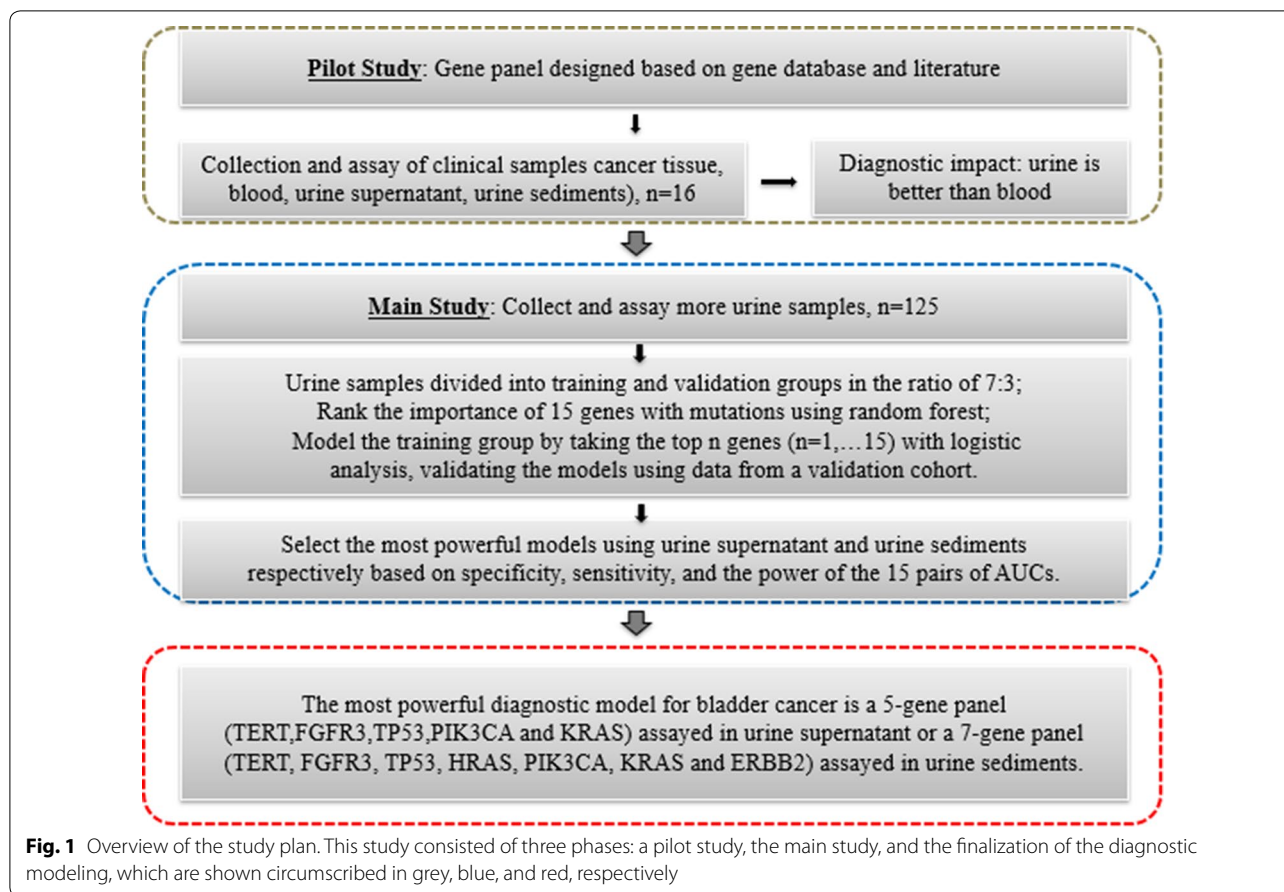 Pilot Study: Gene panel designed based on gene database and literature
Collection and assay of clinical samples cancer tissue,
blood, urine supernatant, urine sediments), n=16
Diagnostic impact: urine is
better than blood
Main Study: Collect and assay more urine samples, n=125
Urine samples divided into training and validation groups in the ratio of 7:3;
Rank the importance of 15 genes with mutations using random forest;
Model the training group by taking the top n genes (n=1,…15) with logistic
analysis, validating the models using data from a validation cohort.
Select the most powerful models using urine supernatant and urine sediments
respectively based on specificity, sensitivity, and the power of the 15 pairs of AUCs.
The most powerful diagnostic model for bladder cancer is a 5-gene panel
(TERT,FGFR3,TP53,PIK3CA and KRAS) assayed in urine supernatant or a 7-gene panel
(TERT, FGFR3, TP53, HRAS, PIK3CA, KRAS and ERBB2) assayed in urine sediments.
Fig. 1 Overview of the study plan. This study consisted of three phases: a pilot study, the main study, and the finalization of the diagnostic
modeling, which are shown circumscribed in grey, blue, and red, respectively